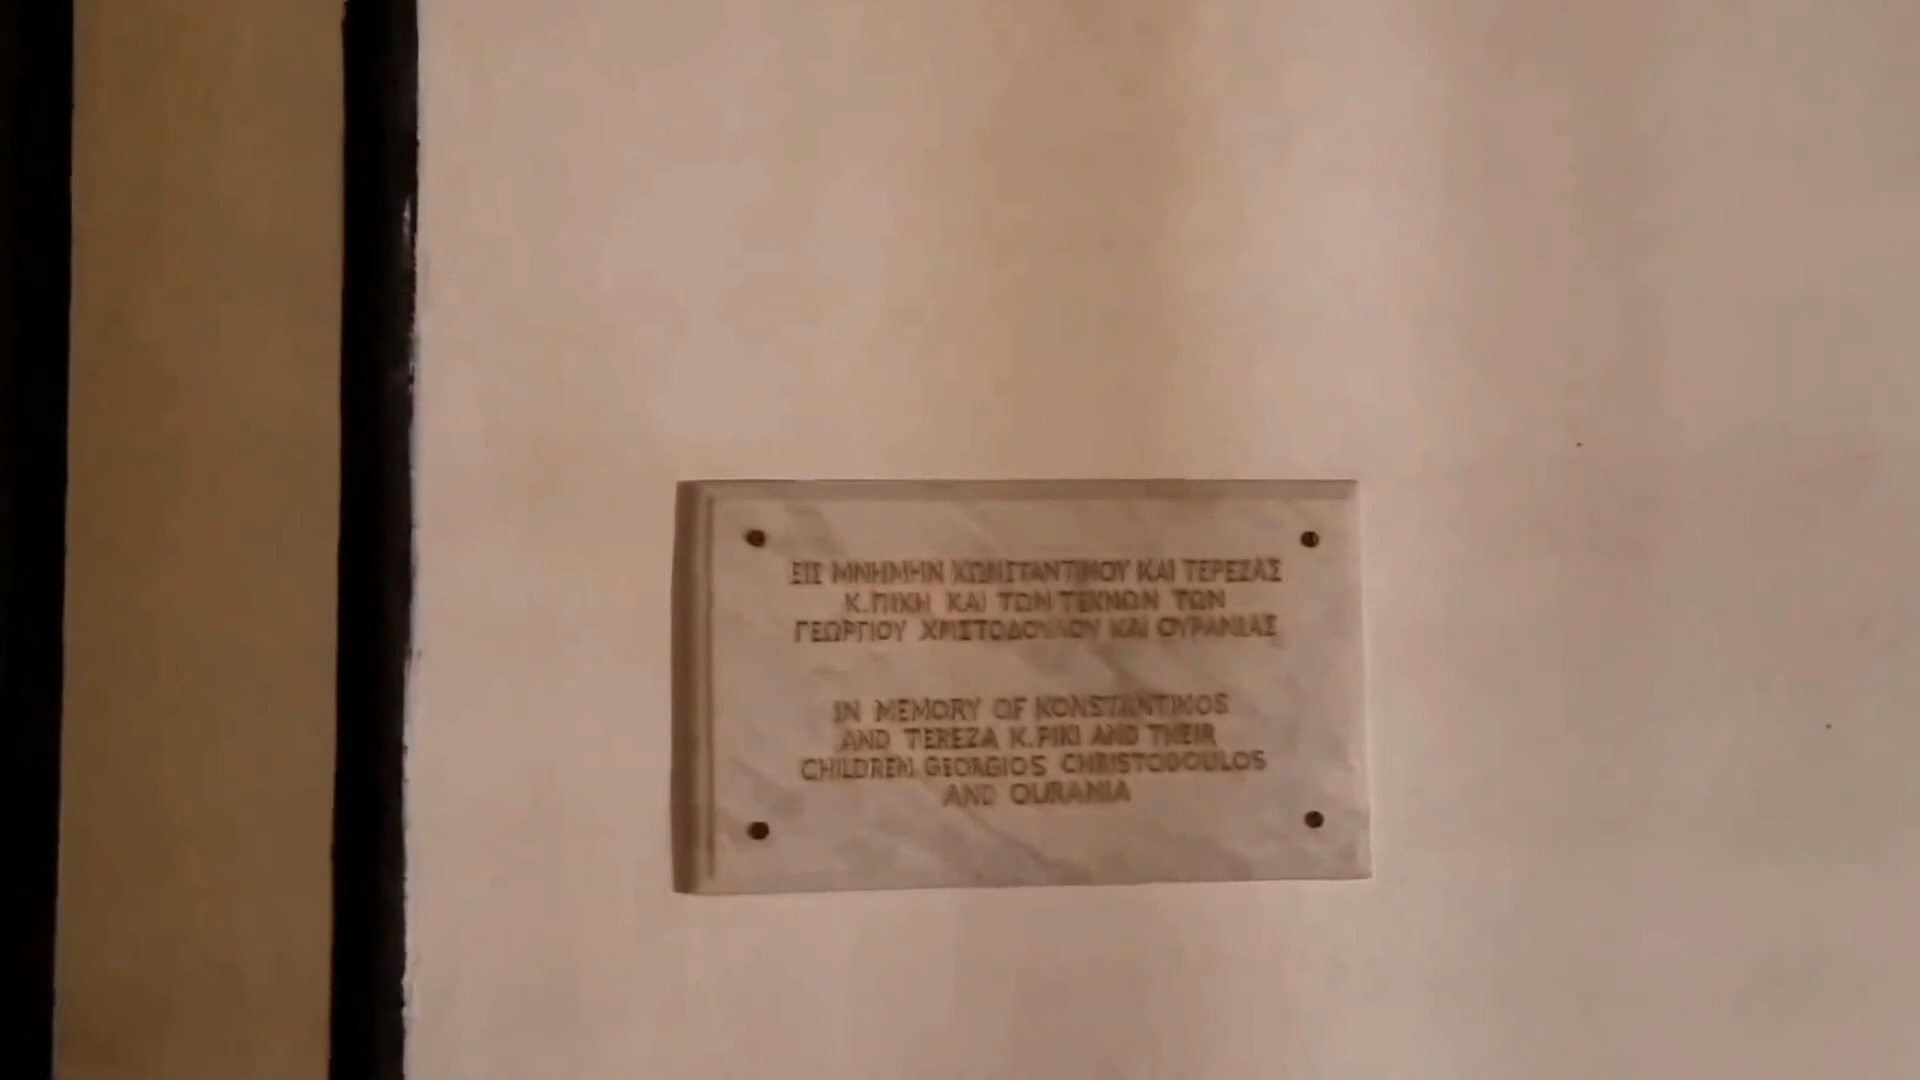 ΕΙΣ ΜΝΗΜΗΝ ΚΩΝΣΤΑΝΤΙΝΟΥ ΚΑΙ ΤΕΡΕΖΑΣ
Κ. ΠΙΚΗ ΚΑΙ ΤΩΝ ΤΕΚΝΩΝ ΤΩΝ
ΓΕΩΡΓΙΟΥ ΧΡΙΣΤΟΔΟΥΛΟΥ ΚΑΙ ΟΥΡΑΝΙΑΣ
IN MEMORY OF KONSTANTINOS
AND TEREZA K. PIKI AND THEIR
CHILDREN GEORGIOS CHRISTODOULOS
AND OURANIA